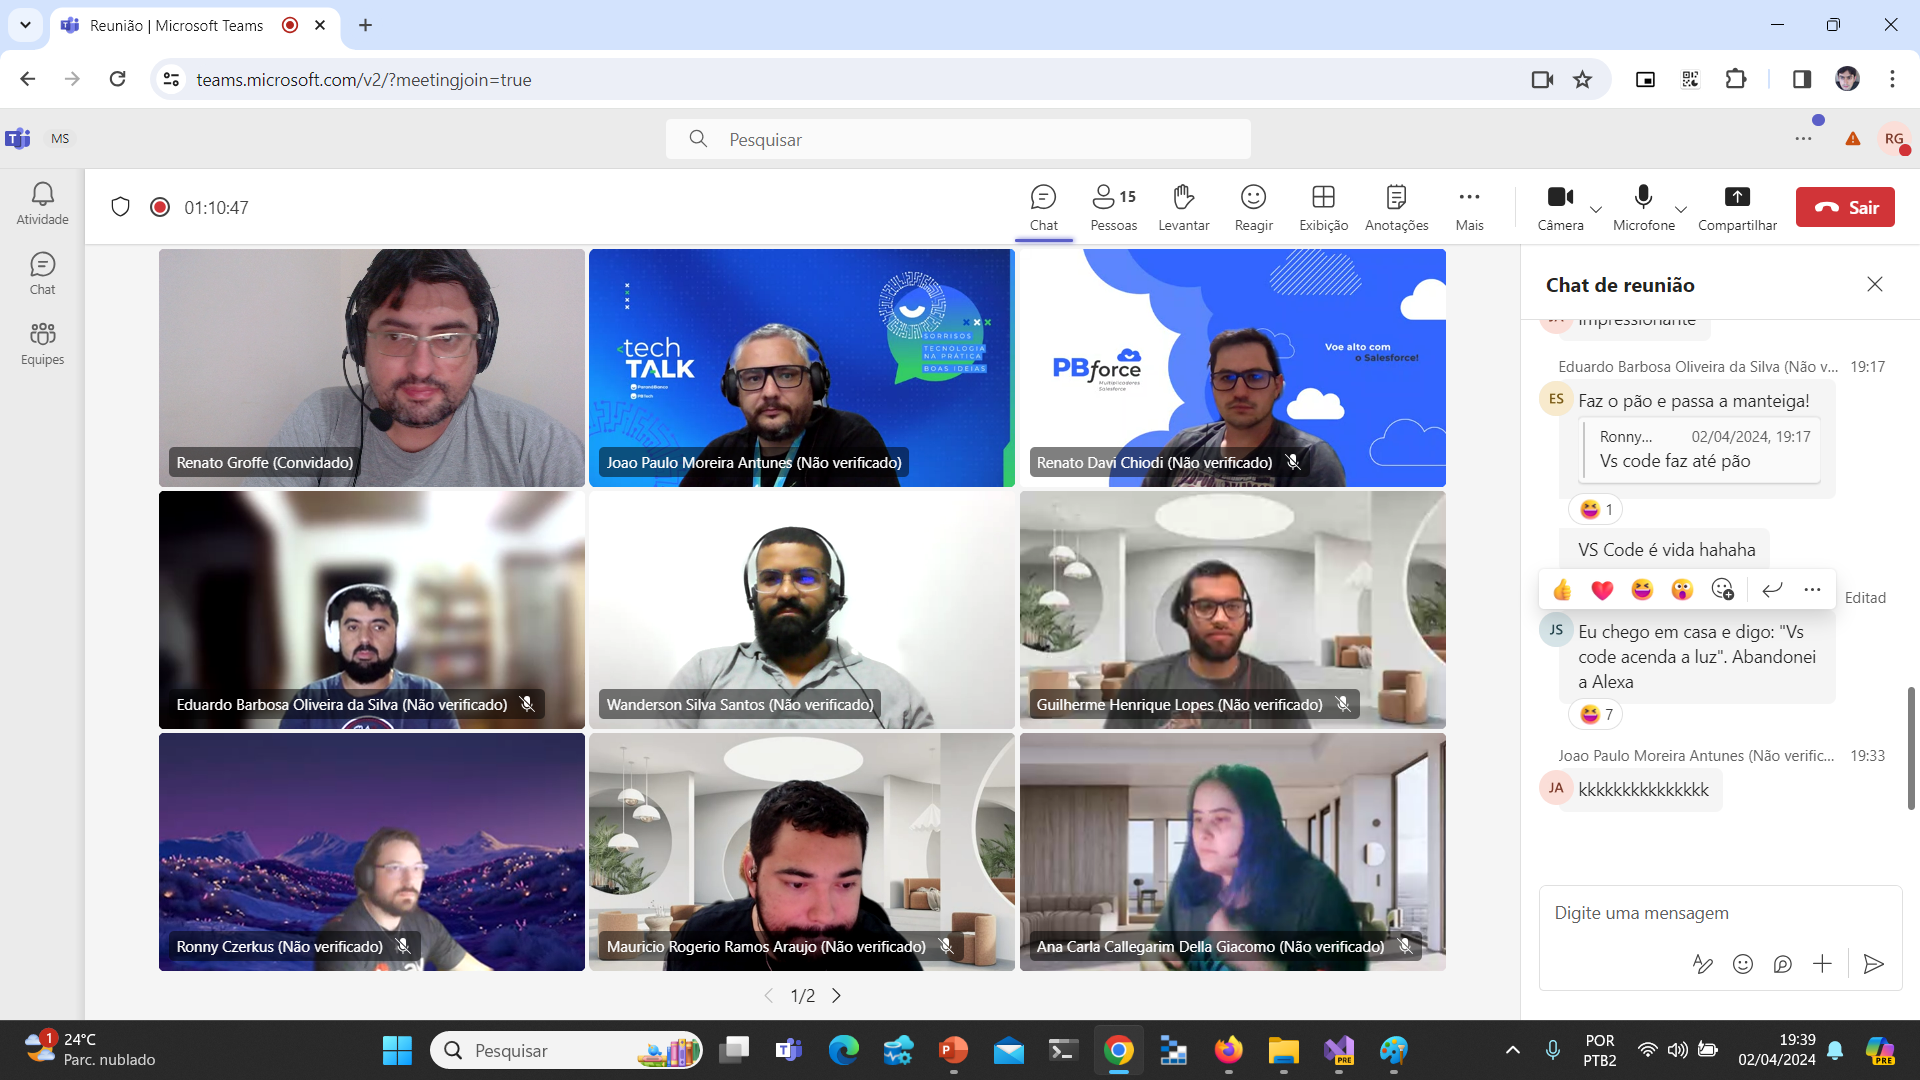 Reunião | Microsoft Teams
teams.microsoft.com/v2/?meetingjoin=true
MS
Pesquisar
RG
Atividade
Chat
Equipes
01:10:47
Chat
15
Pessoas
Levantar
Reagir
Exibição
Anotações
Mais
Câmera
Microfone
Compartilhar
Sair
Renato Groffe (Convidado)
<tech
TALK
SORRISOS
TECNOLOGIA
NA PRÁTICA
BOAS IDEIAS
Joao Paulo Moreira Antunes (Não verificado)
PBforce
Multiplicadores
Salesforce
Voe alto com
o Salesforce!
Renato Davi Chiodi (Não verificado)
Eduardo Barbosa Oliveira da Silva (Não verificado)
Wanderson Silva Santos (Não verificado)
Guilherme Henrique Lopes (Não verificado)
Ronny Czerkus (Não verificado)
Mauricio Rogerio Ramos Araujo (Não verificado)
Ana Carla Callegarim Della Giacomo (Não verificado)
1/2
Chat de reunião
impressionante
Eduardo Barbosa Oliveira da Silva (Não v... 19:17
ES
Faz o pão e passa a manteiga!
Ronny... 02/04/2024, 19:17
Vs code faz até pão
1
VS Code é vida hahaha
Editad
JS
Eu chego em casa e digo: "Vs
code acenda a luz". Abandonei
a Alexa
7
Joao Paulo Moreira Antunes (Não verific... 19:33
JA
kkkkkkkkkkkkkkk
Digite uma mensagem
1
24°C
Parc. nublado
Pesquisar
PRE
POR
PTB2
19:39
02/04/2024
PRE